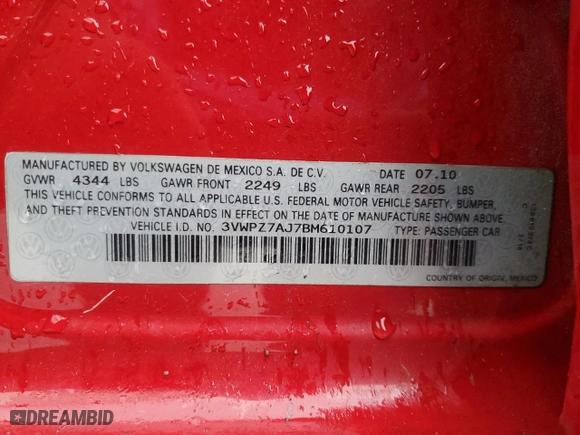 MANUFACTURED BY VOLKSWAGEN DE MEXICO S.A. DE C.V. DATE 07.10
GVWR 4344 LBS GAWR FRONT 2249 LBS GAWR REAR 2205 LBS
THIS VEHICLE CONFORMS TO ALL APPLICABLE U.S. FEDERAL MOTOR VEHICLE SAFETY, BUMPER,
AND THEFT PREVENTION STANDARDS IN EFFECT ON THE DATE OF MANUFACTURE SHOWN ABOVE.
VEHICLE I.D. NO. 3VWPZ7AJ7BM610107 TYPE: PASSENGER CAR
COUNTRY OF ORIGIN, MEXICO
DREAMBID